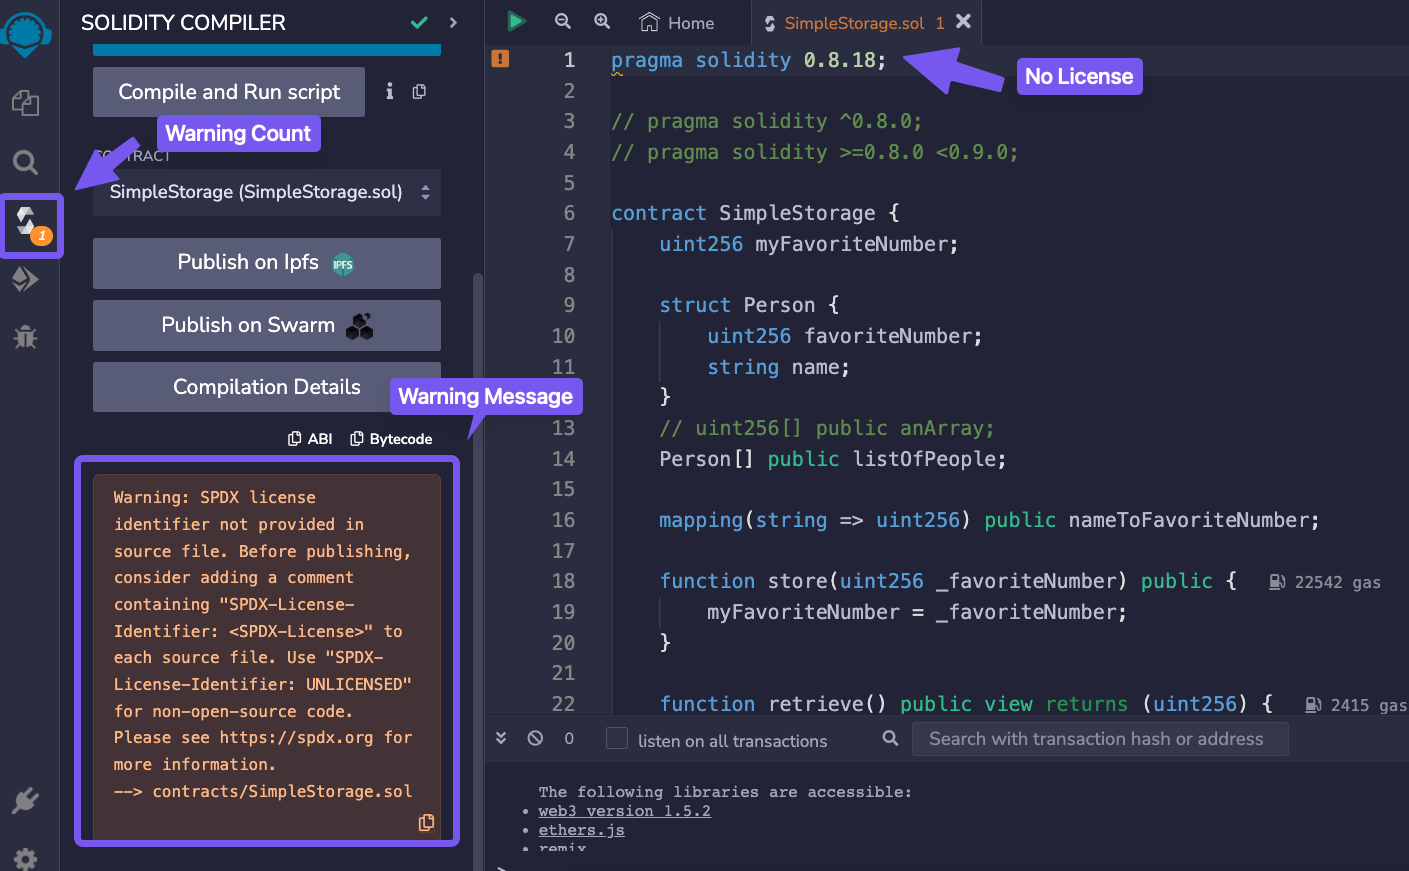 SOLIDITY COMPILER
Compile and Run script
Warning Count
CONTRACT
SimpleStorage (SimpleStorage.sol)
1
Publish on Ipfs
IPFS
Publish on Swarm
Compilation Details
Warning Message
ABI
Bytecode
Warning: SPDX license
identifier not provided in
source file. Before publishing,
consider adding a comment
containing "SPDX-License-
Identifier: <SPDX-License>" to
each source file. Use "SPDX-
License-Identifier: UNLICENSED"
for non-open-source code.
Please see https://spdx.org for
more information.
--> contracts/SimpleStorage.sol
Home
SimpleStorage.sol 1
No License
1 pragma solidity 0.8.18;
2
3 // pragma solidity ^0.8.0;
4 // pragma solidity >=0.8.0 <0.9.0;
5
6 contract SimpleStorage {
7 uint256 myFavoriteNumber;
8
9 struct Person {
10 uint256 favoriteNumber;
11 string name;
}
13 // uint256[] public anArray;
14 Person[] public listOfPeople;
15
16 mapping(string => uint256) public nameToFavoriteNumber;
17
18 function store(uint256 _favoriteNumber) public { 22542 gas
19 myFavoriteNumber = _favoriteNumber;
20 }
21
22 function retrieve() public view returns (uint256) { 2415 gas
0
listen on all transactions
Search with transaction hash or address
The following libraries are accessible:
• web3 version 1.5.2
• ethers.js
• remix
>